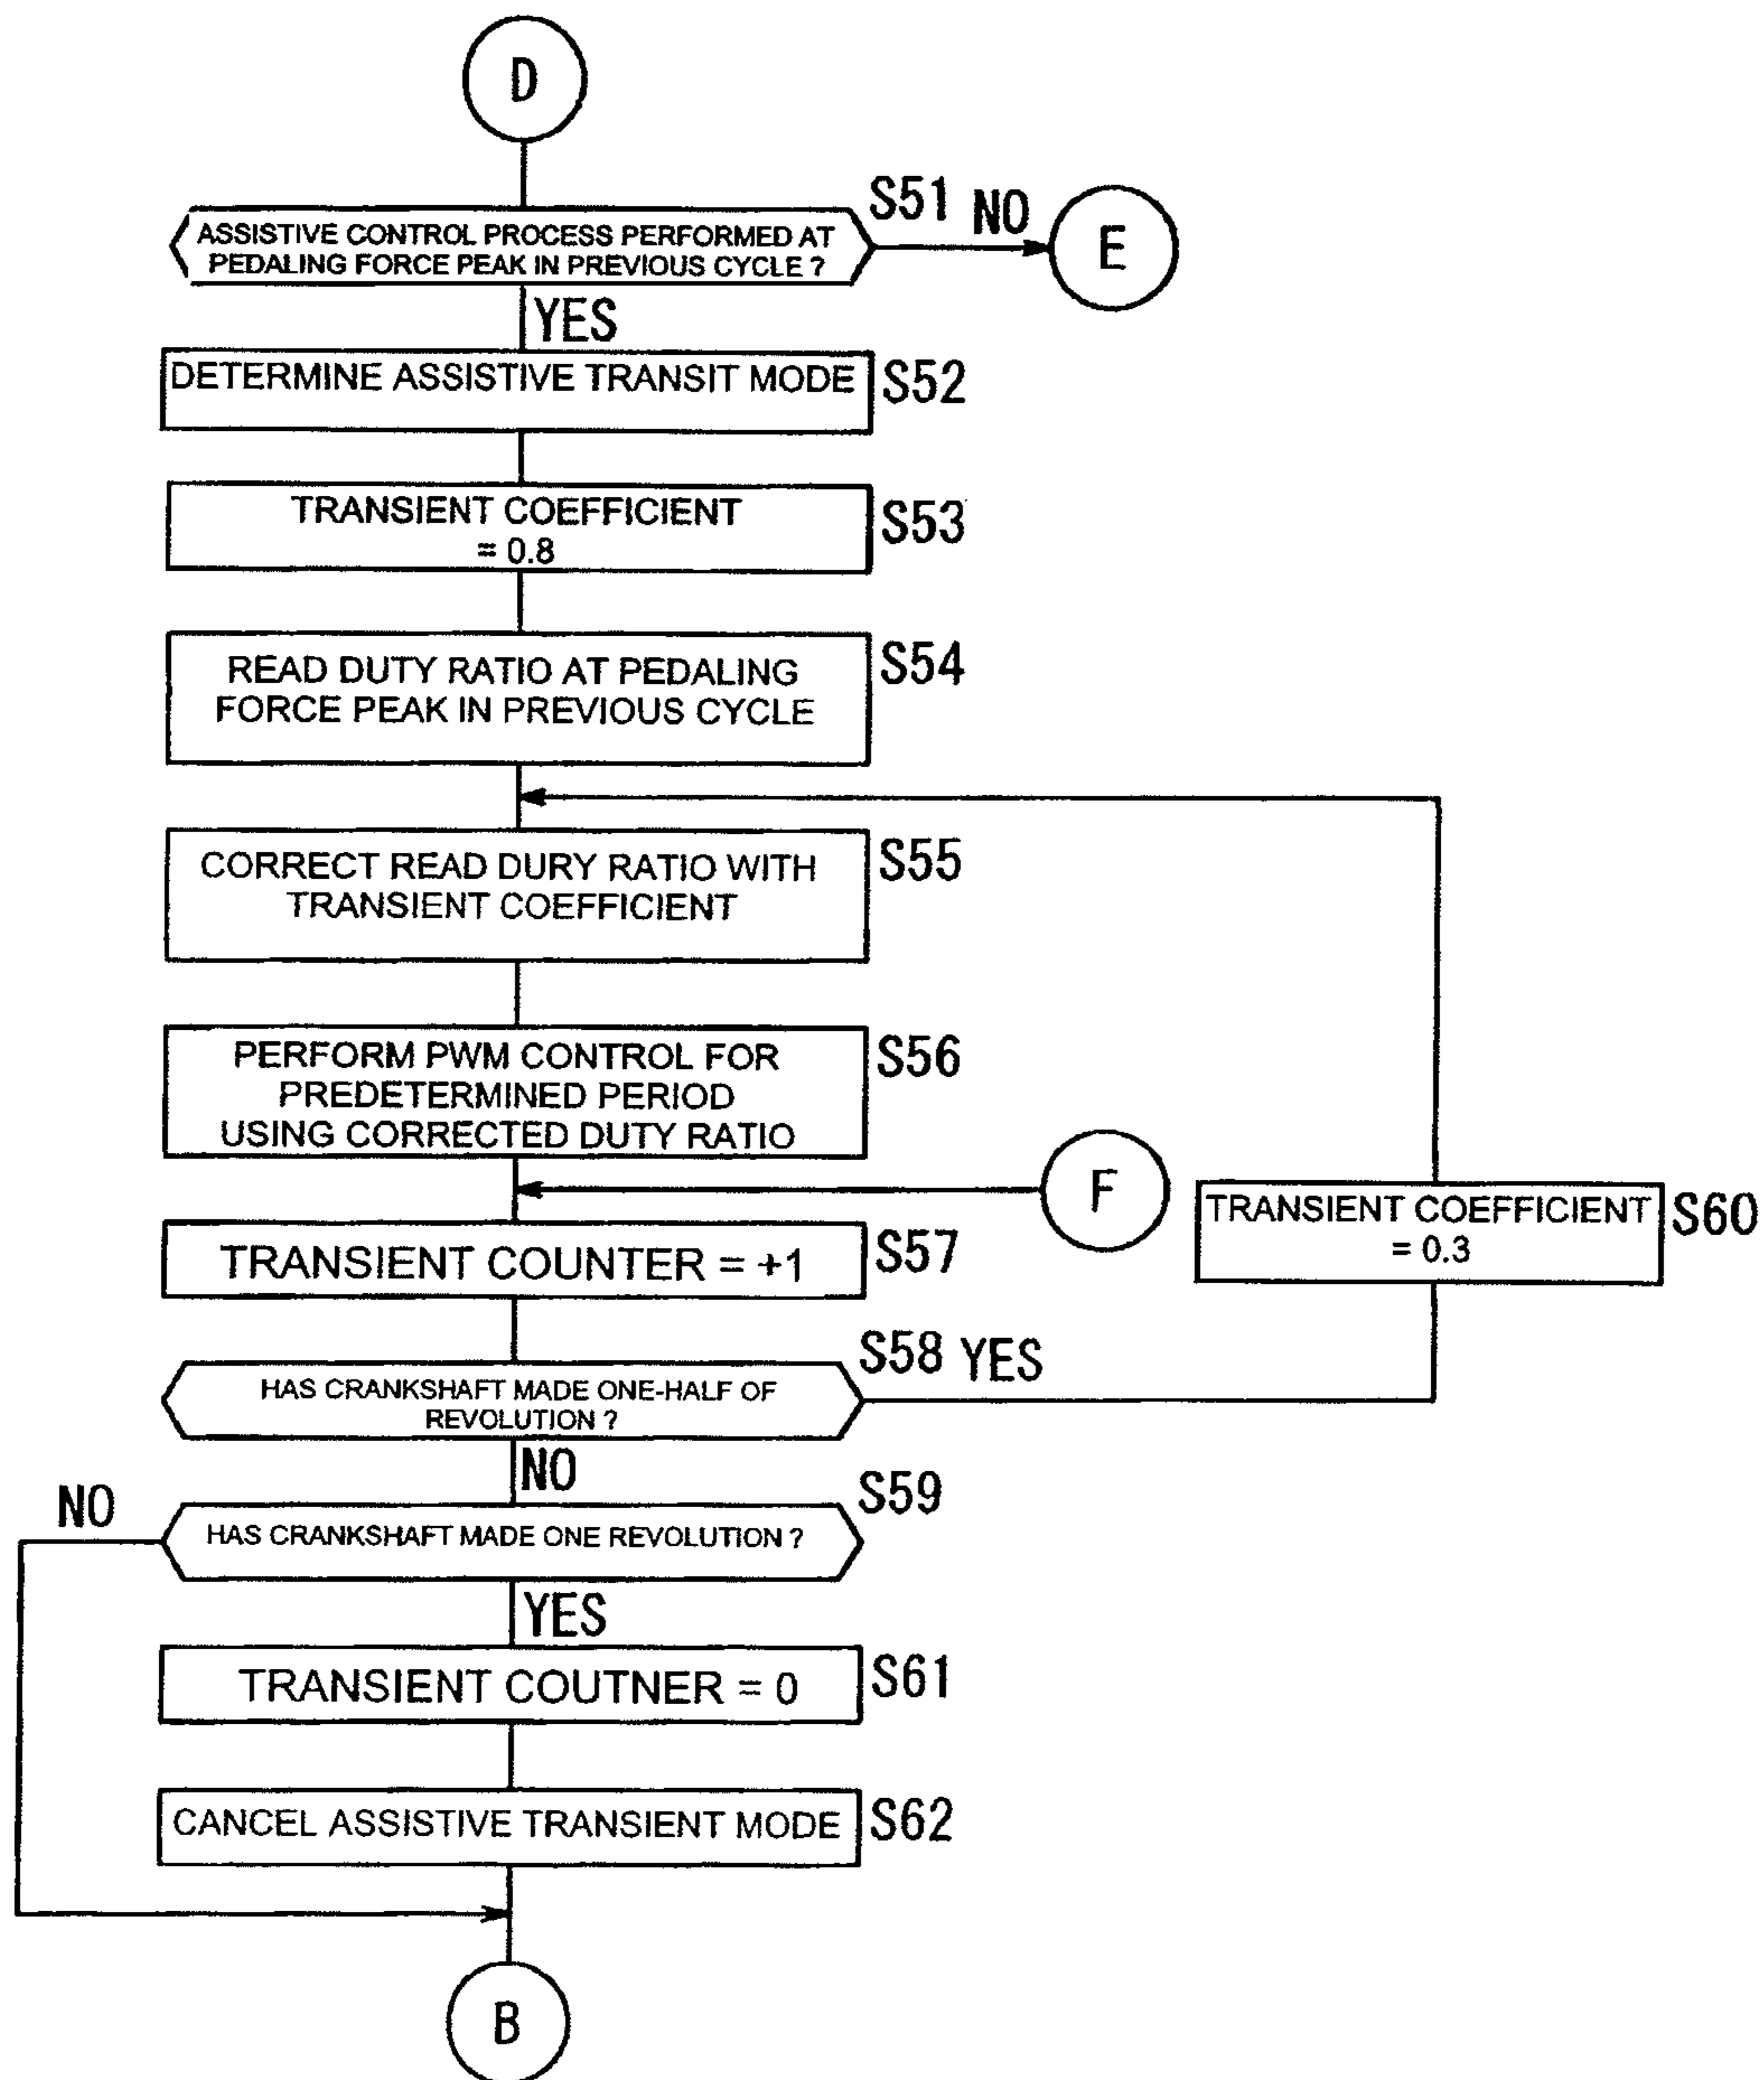 D
S51 NO
E
ASSISTIVE CONTROL PROCESS PERFORMED AT
PEDALING FORCE PEAK IN PREVIOUS CYCLE ?
YES
DETERMINE ASSISTIVE TRANSIT MODE
S52
TRANSIENT COEFFICIENT
= 0.8
S53
READ DUTY RATIO AT PEDALING
FORCE PEAK IN PREVIOUS CYCLE
S54
CORRECT READ DURY RATIO WITH
TRANSIENT COEFFICIENT
S55
PERFORM PWM CONTROL FOR
PREDETERMINED PERIOD
USING CORRECTED DUTY RATIO
S56
F
TRANSIENT COEFFICIENT
= 0.3
S60
TRANSIENT COUNTER = +1
S57
S58 YES
HAS CRANKSHAFT MADE ONE-HALF OF
REVOLUTION ?
NO
S59
NO
HAS CRANKSHAFT MADE ONE REVOLUTION ?
YES
TRANSIENT COUTNER = 0
S61
CANCEL ASSISTIVE TRANSIENT MODE
S62
B